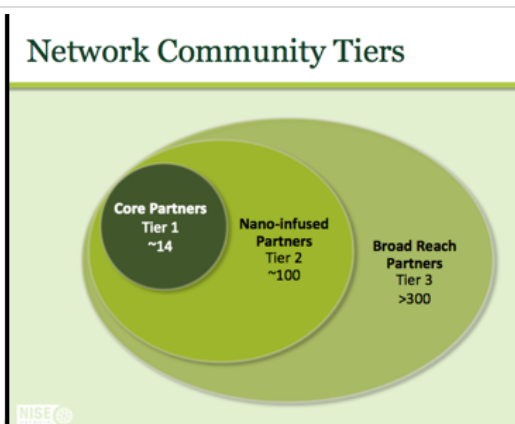 Network Community Tiers
Core Partners
Tier 1
~14
Nano-infused
Partners
Tier 2
~100
Broad Reach
Partners
Tier 3
>300
NISE